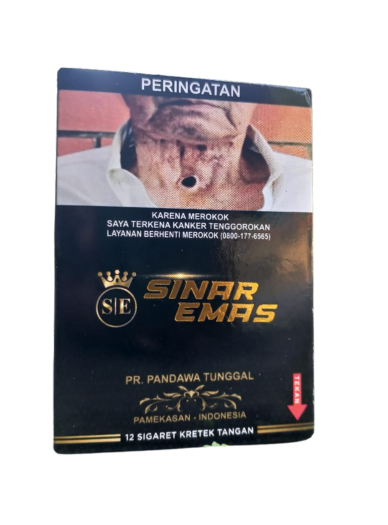 PERINGATAN
KARENA MEROKOK
SAYA TERKENA KANKER TENGGOROKAN
LAYANAN BERHENTI MEROKOK (0800-177-6565)
S|E
SINAR
EMAS
PR. PANDAWA TUNGGAL
PAMEKASAN - INDONESIA
TEKAN
12 SIGARET KRETEK TANGAN